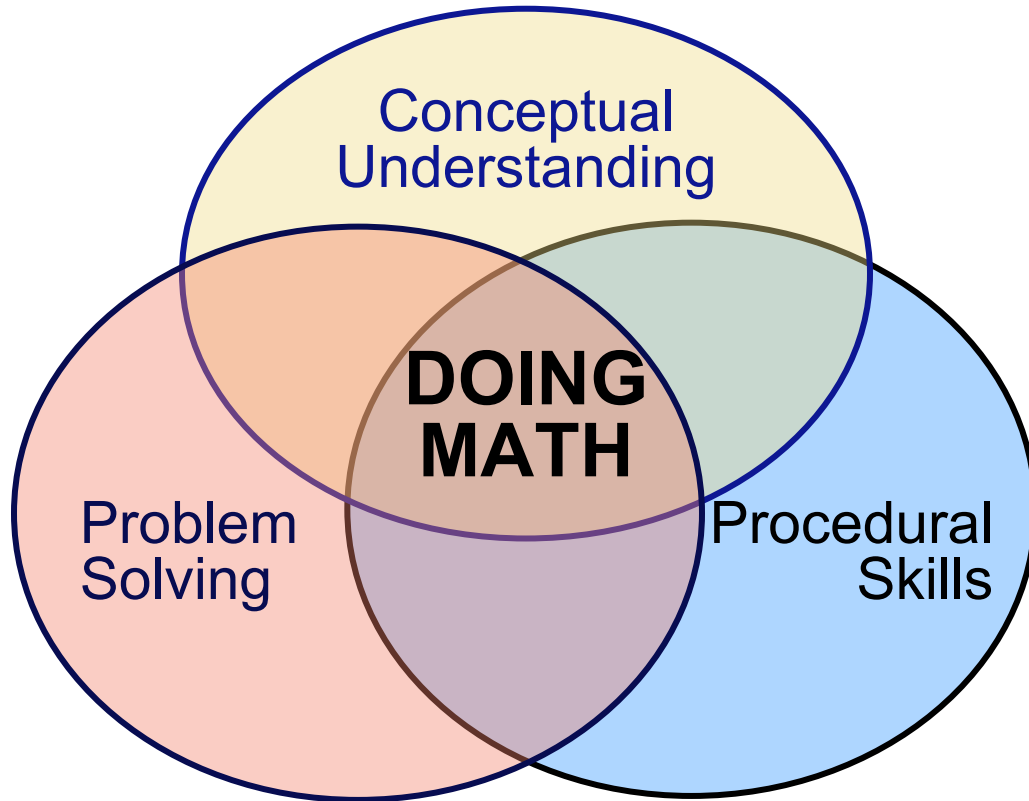 Conceptual
Understanding
DOING
MATH
Problem
Solving
Procedural
Skills